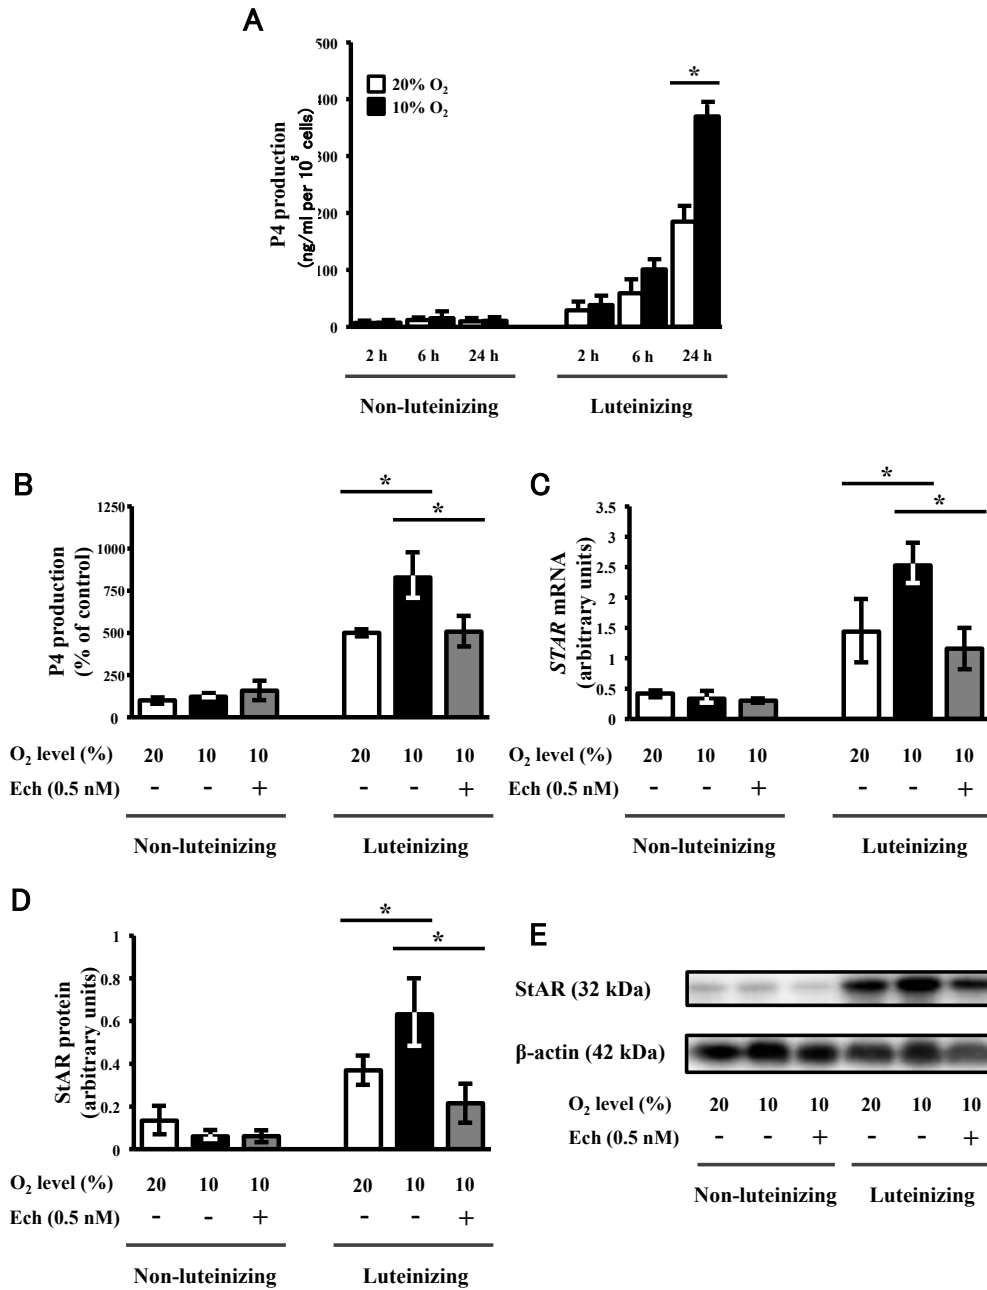 A
P4 production
(ng/ml per 10⁵ cells)
500
400
300
200
100
0
20% O₂
10% O₂
*
2 h 6 h 24 h 2 h 6 h 24 h
Non-luteinizing Luteinizing
B
P4 production
(% of control)
1250
1000
750
500
250
0
* *
O₂ level (%) 20 10 10 20 10 10
Ech (0.5 nM) - - + - - +
Non-luteinizing Luteinizing
C
STAR mRNA
(arbitrary units)
3.5
3
2.5
2
1.5
1
0.5
0
* *
O₂ level (%) 20 10 10 20 10 10
Ech (0.5 nM) - - + - - +
Non-luteinizing Luteinizing
D
StAR protein
(arbitrary units)
1
0.8
0.6
0.4
0.2
0
* *
O₂ level (%) 20 10 10 20 10 10
Ech (0.5 nM) - - + - - +
Non-luteinizing Luteinizing
E
StAR (32 kDa)
β-actin (42 kDa)
O₂ level (%) 20 10 10 20 10 10
Ech (0.5 nM) - - + - - +
Non-luteinizing Luteinizing